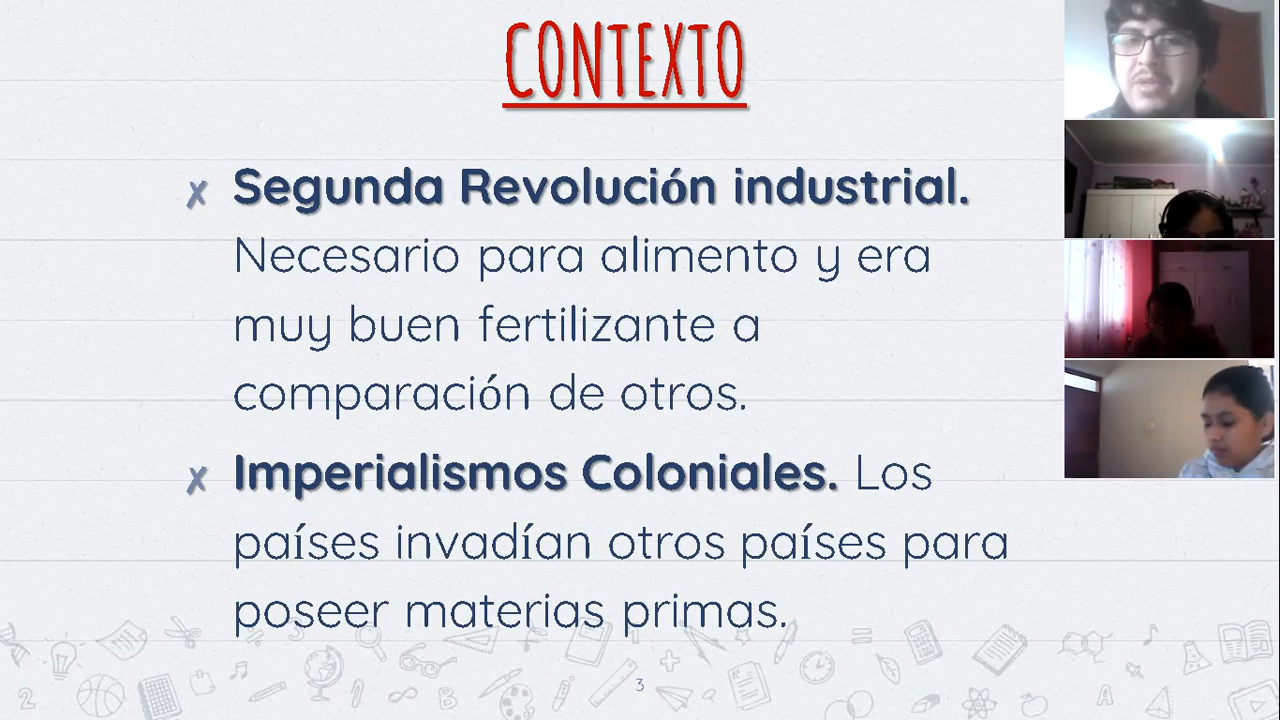 CONTEXTO
✗ Segunda Revolución industrial.
Necesario para alimento y era
muy buen fertilizante a
comparación de otros.
✗ Imperialismos Coloniales. Los
países invadían otros países para
poseer materias primas.
3